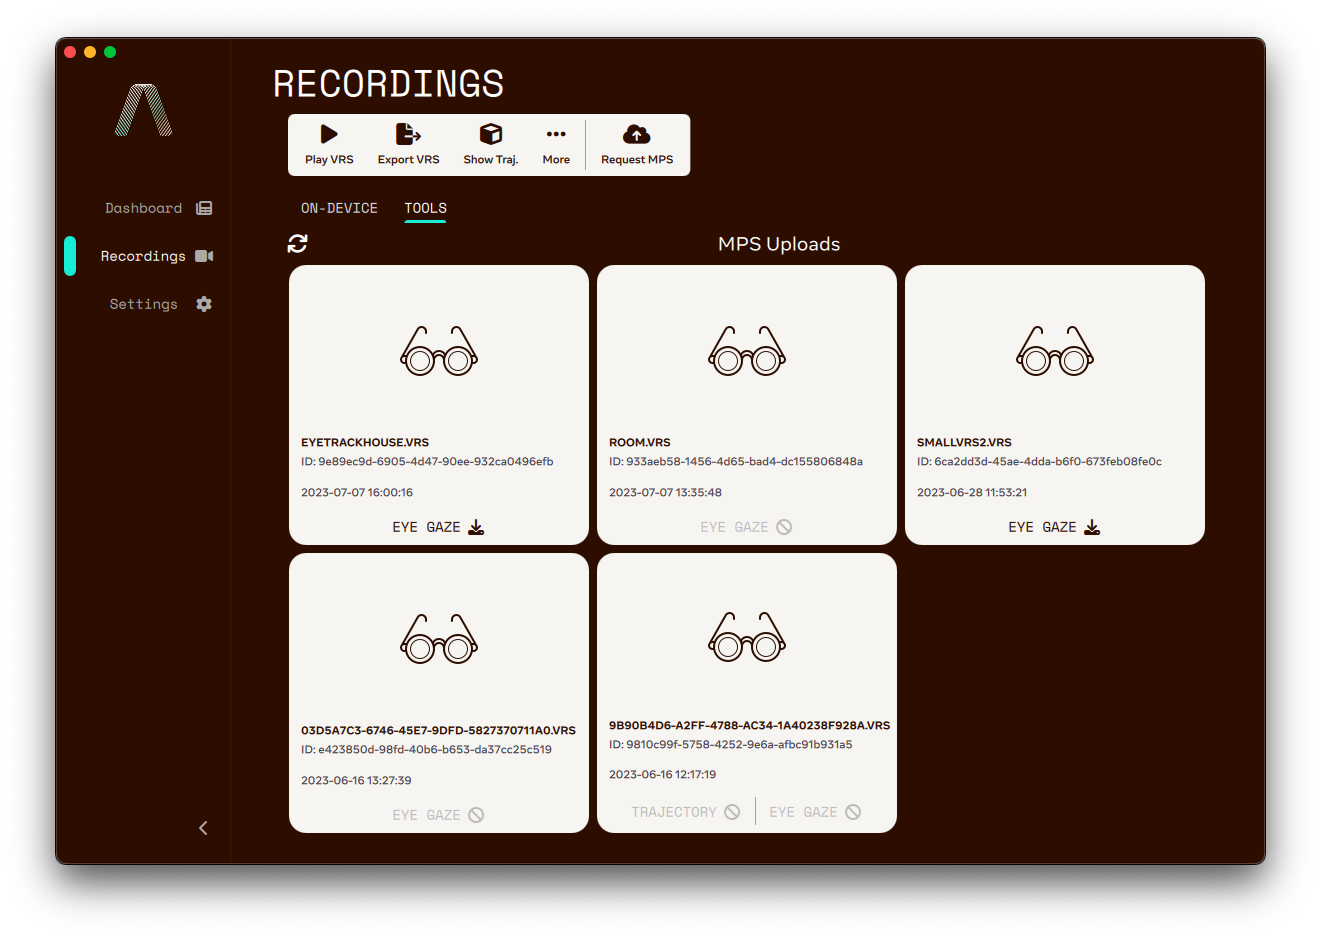 RECORDINGS
Play VRS Export VRS Show Traj. More Request MPS
Dashboard
Recordings
Settings
ON-DEVICE TOOLS
MPS Uploads
EYETRACKHOUSE.VRS
ID: 9e89ec9d-6905-4d47-90ee-932ca0496efb
2023-07-07 16:00:16
EYE GAZE
ROOM.VRS
ID: 933aeb58-1456-4d65-bad4-dc155806848a
2023-07-07 13:35:48
EYE GAZE
SMALLVRS2.VRS
ID: 6ca2dd3d-45ae-4dda-b6f0-673feb08fe0c
2023-06-28 11:53:21
EYE GAZE
03D5A7C3-6746-45E7-9DFD-5827370711A0.VRS
ID: e423850d-98fd-40b6-b653-da37cc25c519
2023-06-16 13:27:39
EYE GAZE
9B90B4D6-A2FF-4788-AC34-1A40238F928A.VRS
ID: 9810c99f-5758-4252-9e6a-afbc91b931a5
2023-06-16 12:17:19
TRAJECTORY EYE GAZE